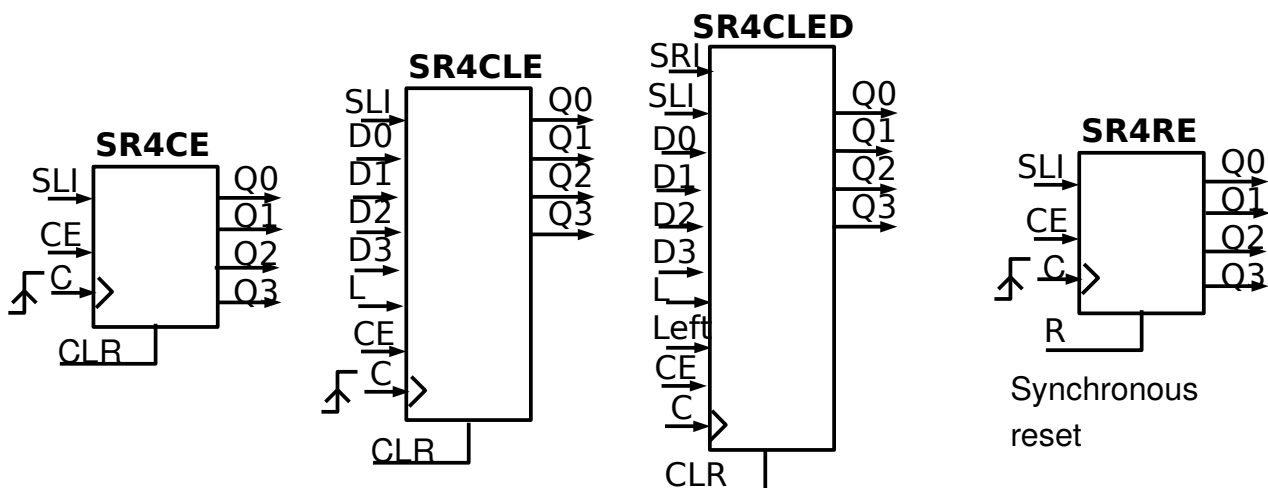 SR4CE
SLI
CE
C
CLR
Q0
Q1
Q2
Q3
SR4CLE
SLI
D0
D1
D2
D3
L
CE
C
CLR
Q0
Q1
Q2
Q3
SR4CLED
SRI
SLI
D0
D1
D2
D3
L
Left
CE
C
CLR
Q0
Q1
Q2
Q3
SR4RE
SLI
CE
C
R
Q0
Q1
Q2
Q3
Synchronous
reset